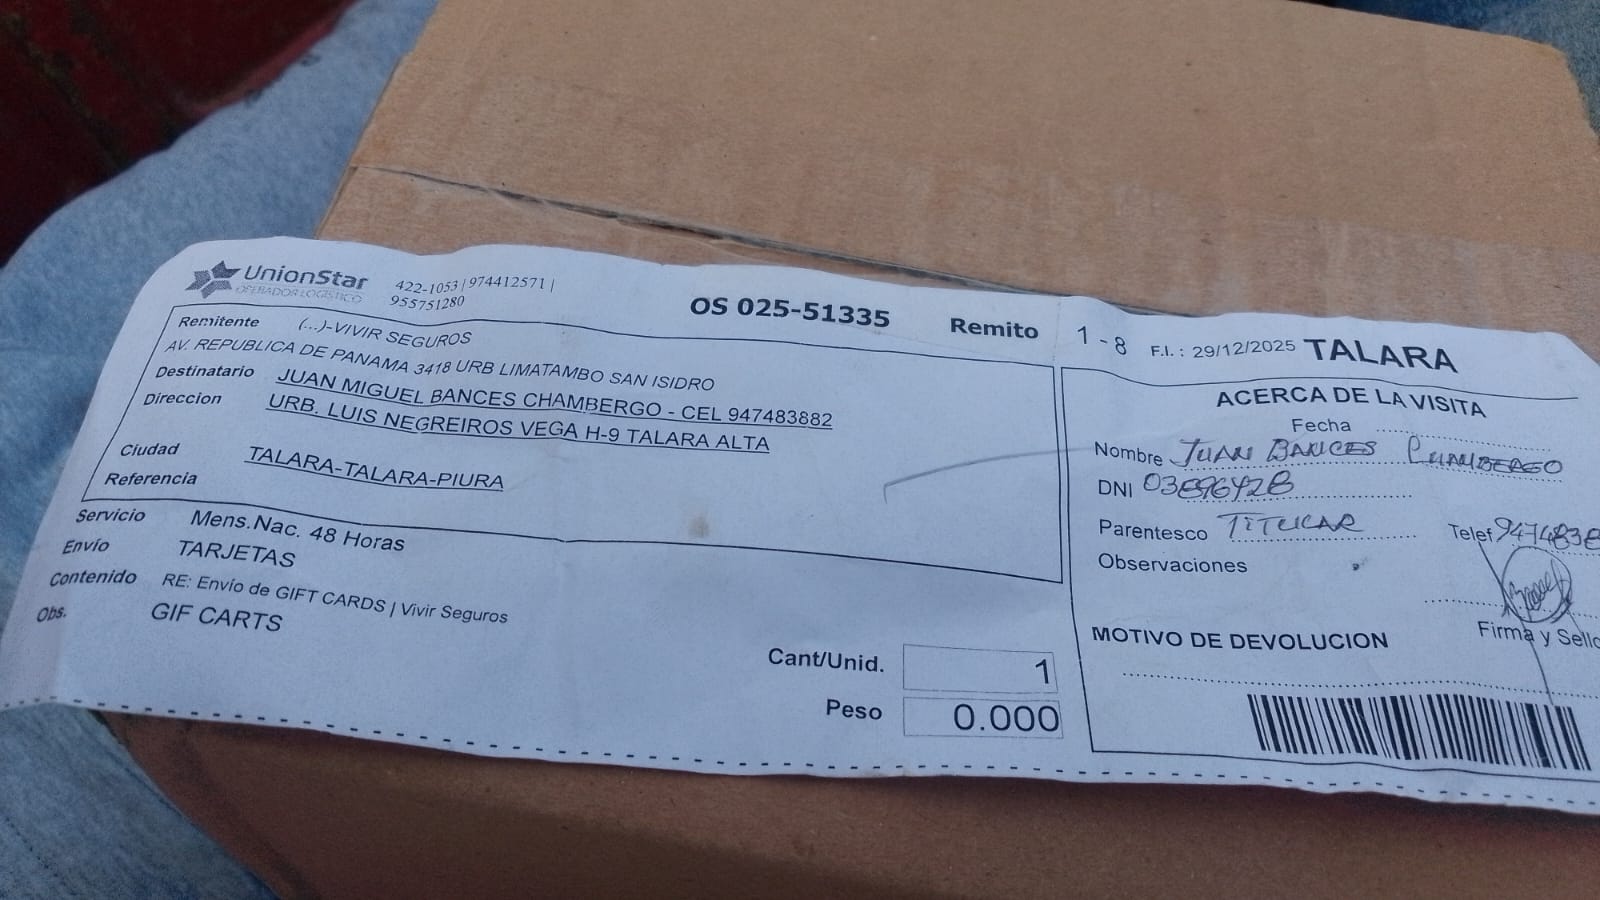 UnionStar
OPERADOR LOGÍSTICO
422-1053 | 974412571 |
955751280
OS 025-51335
Remito 1 - 8
F.I. : 29/12/2025 TALARA
Remitente (...)-VIVIR SEGUROS
AV. REPUBLICA DE PANAMA 3418 URB LIMATAMBO SAN ISIDRO
Destinatario JUAN MIGUEL BANCES CHAMBERGO - CEL 947483882
Direccion URB. LUIS NEGREIROS VEGA H-9 TALARA ALTA
Ciudad TALARA-TALARA-PIURA
Referencia
Servicio Mens.Nac. 48 Horas
Envío TARJETAS
Contenido RE: Envío de GIFT CARDS | Vivir Seguros
Obs. GIF CARTS
Cant/Unid. 1
Peso 0.000
ACERCA DE LA VISITA
Fecha
Nombre JUAN BANCES CHAMBERGO
DNI
Parentesco TITULAR
Telef 9474838
Observaciones
Firma y Sello
MOTIVO DE DEVOLUCION